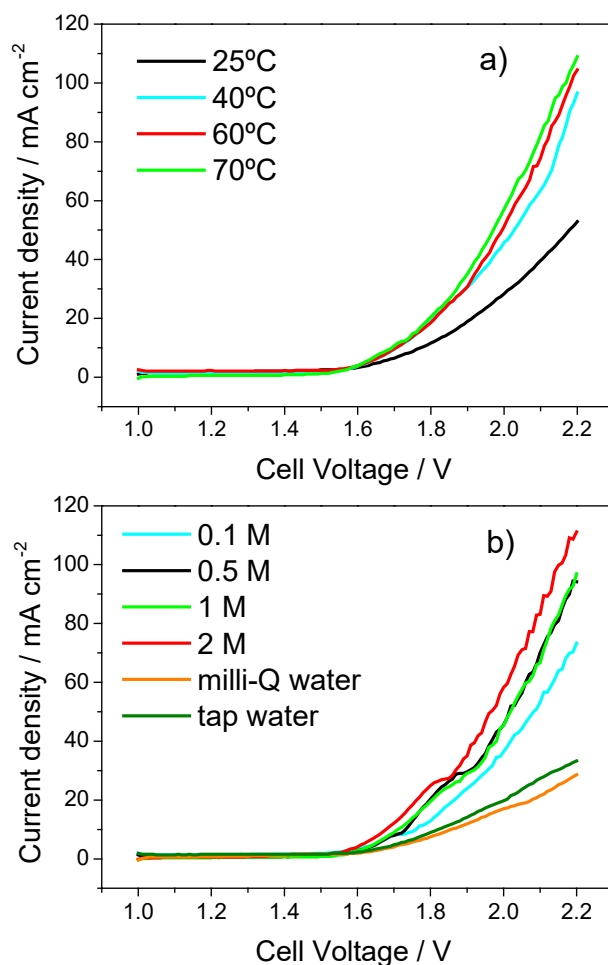 120
100
80
60
40
20
0
Current density / mA cm⁻²
25ºC
40ºC
60ºC
70ºC
a)
1.0 1.2 1.4 1.6 1.8 2.0 2.2
Cell Voltage / V
120
100
80
60
40
20
0
Current density / mA cm⁻²
0.1 M
0.5 M
1 M
2 M
milli-Q water
tap water
b)
1.0 1.2 1.4 1.6 1.8 2.0 2.2
Cell Voltage / V